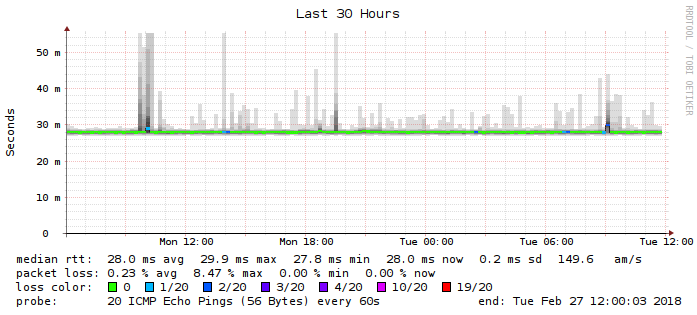 Last 30 Hours
RRDTOOL / TOBI OETIKER
Seconds
50 m
40 m
30 m
20 m
10 m
0
Mon 12:00 Mon 18:00 Tue 00:00 Tue 06:00 Tue 12:00
median rtt: 28.0 ms avg 29.9 ms max 27.8 ms min 28.0 ms now 0.2 ms sd 149.6 am/s
packet loss: 0.23 % avg 8.47 % max 0.00 % min 0.00 % now
loss color: 0 1/20 2/20 3/20 4/20 10/20 19/20
probe: 20 ICMP Echo Pings (56 Bytes) every 60s end: Tue Feb 27 12:00:03 2018